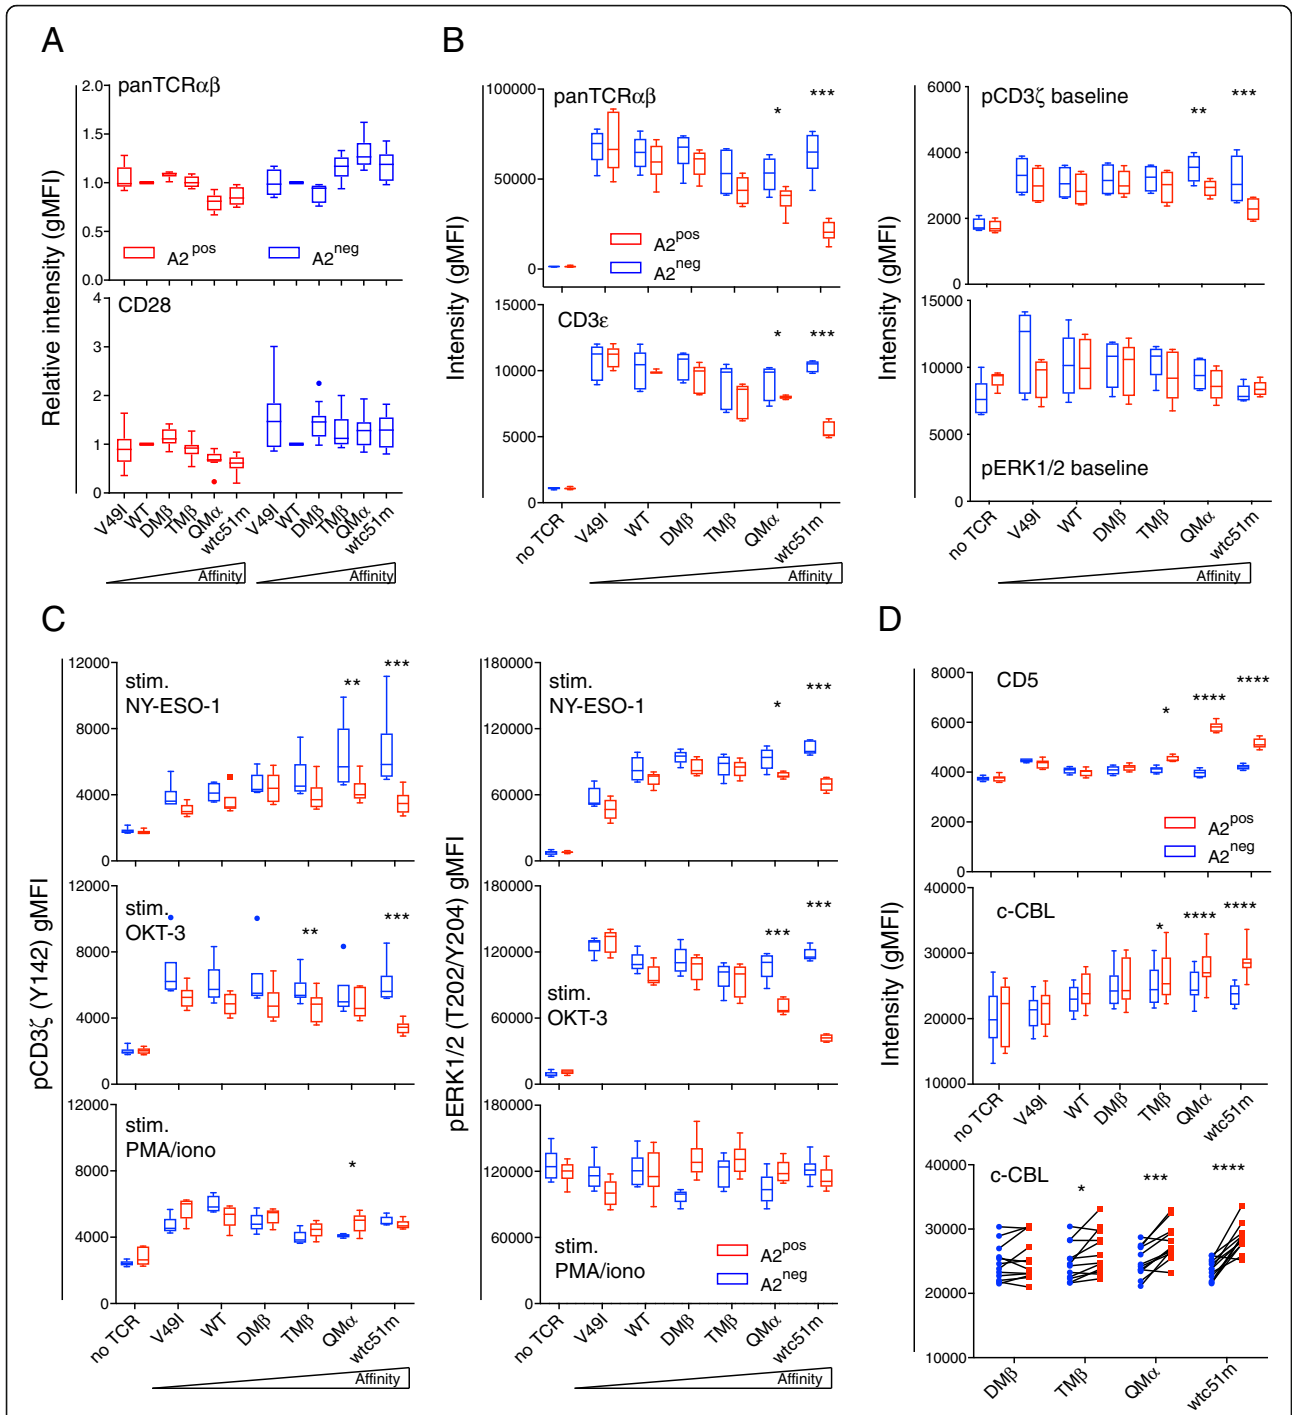 A
panTCRαβ
Relative intensity (gMFI)
2.0
1.5
1.0
0.5
0.0
A2pos
A2neg
CD28
4
3
2
1
0
V49I
WT
DMβ
TMβ
QMα
wtc51m
V49I
WT
DMβ
TMβ
QMα
wtc51m
Affinity
Affinity
B
Intensity (gMFI)
panTCRαβ
100000
50000
0
* ***
A2pos
A2neg
CD3ε
15000
10000
5000
0
* ***
no TCR
V49I
WT
DMβ
TMβ
QMα
wtc51m
Affinity
Intensity (gMFI)
pCD3ζ baseline
6000
4000
2000
0
** ***
15000
10000
5000
0
pERK1/2 baseline
no TCR
V49I
WT
DMβ
TMβ
QMα
wtc51m
Affinity
C
pCD3ζ (Y142) gMFI
12000
8000
4000
0
stim.
NY-ESO-1
** ***
12000
8000
4000
0
stim.
OKT-3
** ***
12000
8000
4000
0
stim.
PMA/iono
*
no TCR
V49I
WT
DMβ
TMβ
QMα
wtc51m
Affinity
pERK1/2 (T202/Y204) gMFI
180000
120000
60000
0
stim.
NY-ESO-1
* ***
180000
120000
60000
0
stim.
OKT-3
*** ***
180000
120000
60000
0
stim.
PMA/iono
A2pos
A2neg
no TCR
V49I
WT
DMβ
TMβ
QMα
wtc51m
Affinity
D
Intensity (gMFI)
CD5
8000
6000
4000
2000
0
* **** ****
A2pos
A2neg
c-CBL
40000
30000
20000
10000
* **** ****
no TCR
V49I
WT
DMβ
TMβ
QMα
wtc51m
c-CBL
40000
30000
20000
10000
* *** ****
DMβ
TMβ
QMα
wtc51m